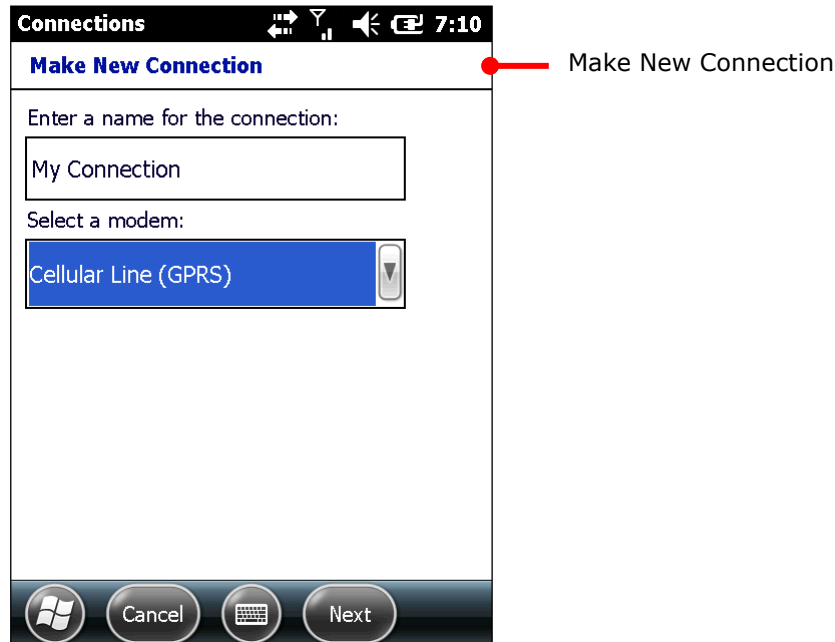 Connections 7:10
Make New Connection
Make New Connection
Enter a name for the connection:
My Connection
Select a modem:
Cellular Line (GPRS)
Cancel Next